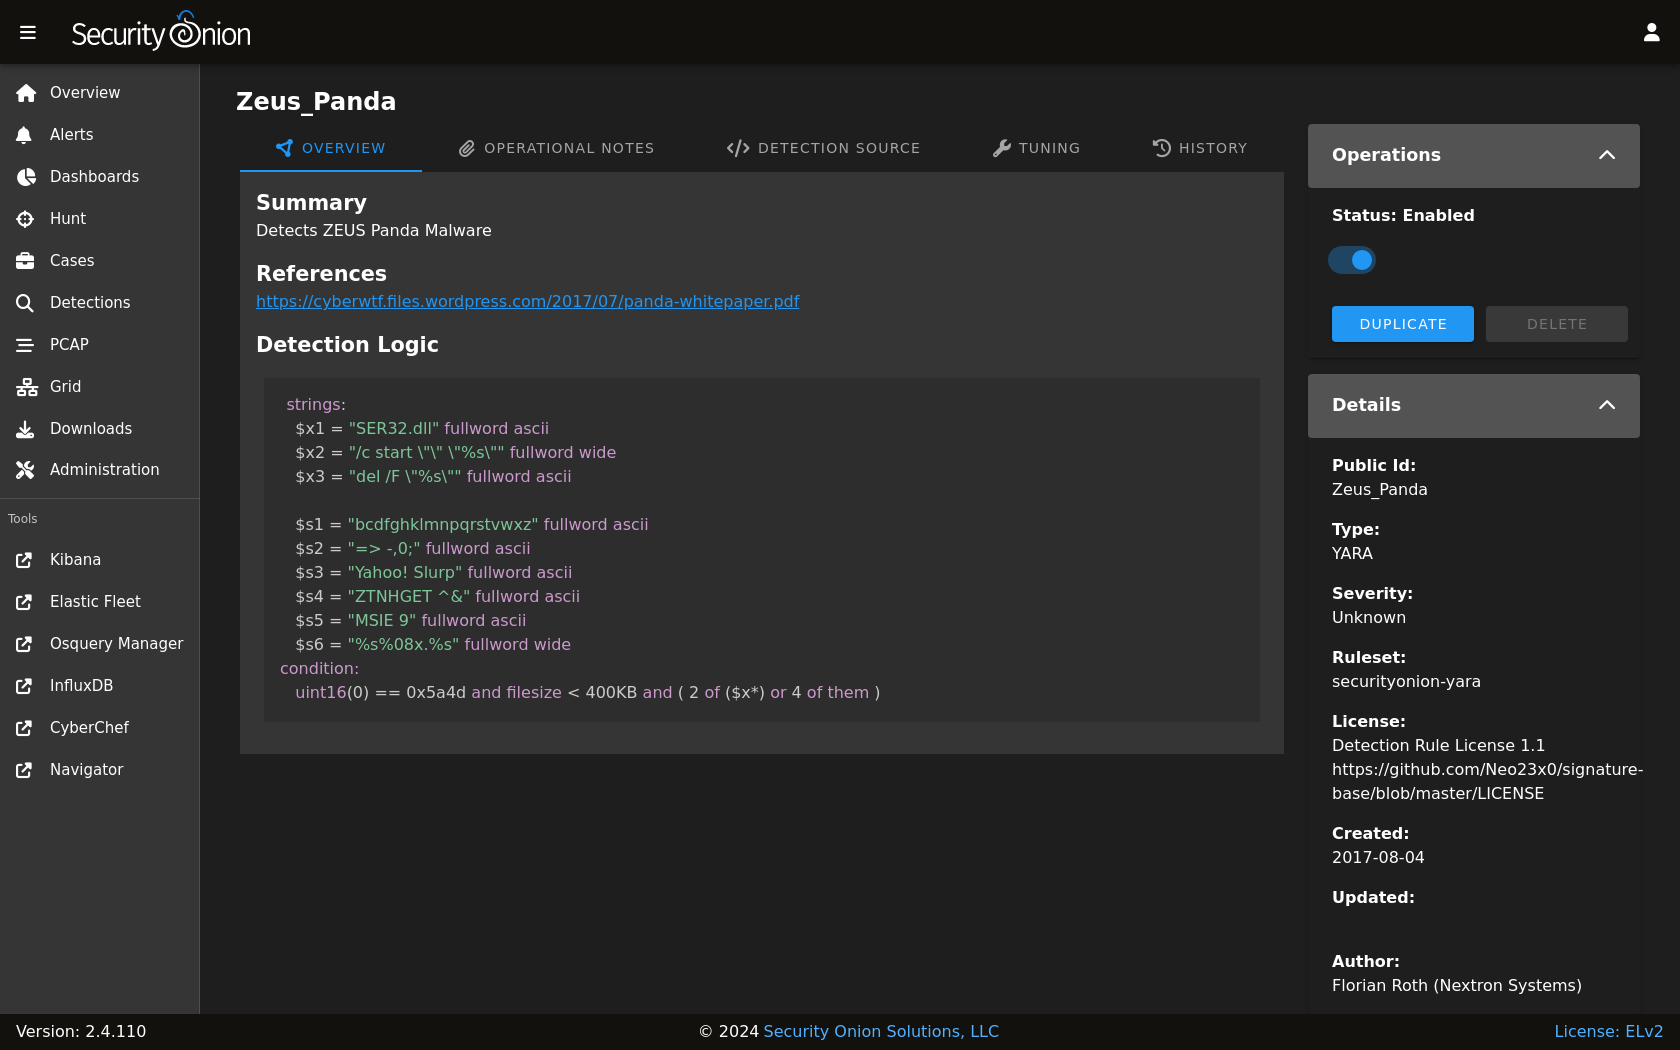 Security Onion
Overview
Alerts
Dashboards
Hunt
Cases
Detections
PCAP
Grid
Downloads
Administration
Tools
Kibana
Elastic Fleet
Osquery Manager
InfluxDB
CyberChef
Navigator
Zeus_Panda
OVERVIEW
OPERATIONAL NOTES
DETECTION SOURCE
TUNING
HISTORY
Summary
Detects ZEUS Panda Malware
References
https://cyberwtf.files.wordpress.com/2017/07/panda-whitepaper.pdf
Detection Logic
strings:
$x1 = "SER32.dll" fullword ascii
$x2 = "/c start \"\" \"%s\"" fullword wide
$x3 = "del /F \"%s\"" fullword ascii
$s1 = "bcdfghklmnpqrstvwxz" fullword ascii
$s2 = "=> -,0;" fullword ascii
$s3 = "Yahoo! Slurp" fullword ascii
$s4 = "ZTNHGET ^&" fullword ascii
$s5 = "MSIE 9" fullword ascii
$s6 = "%s%08x.%s" fullword wide
condition:
uint16(0) == 0x5a4d and filesize < 400KB and ( 2 of ($x*) or 4 of them )
Operations
Status: Enabled
DUPLICATE
DELETE
Details
Public Id:
Zeus_Panda
Type:
YARA
Severity:
Unknown
Ruleset:
securityonion-yara
License:
Detection Rule License 1.1
https://github.com/Neo23x0/signature-
base/blob/master/LICENSE
Created:
2017-08-04
Updated:
Author:
Florian Roth (Nextron Systems)
Version: 2.4.110
© 2024 Security Onion Solutions, LLC
License: ELv2